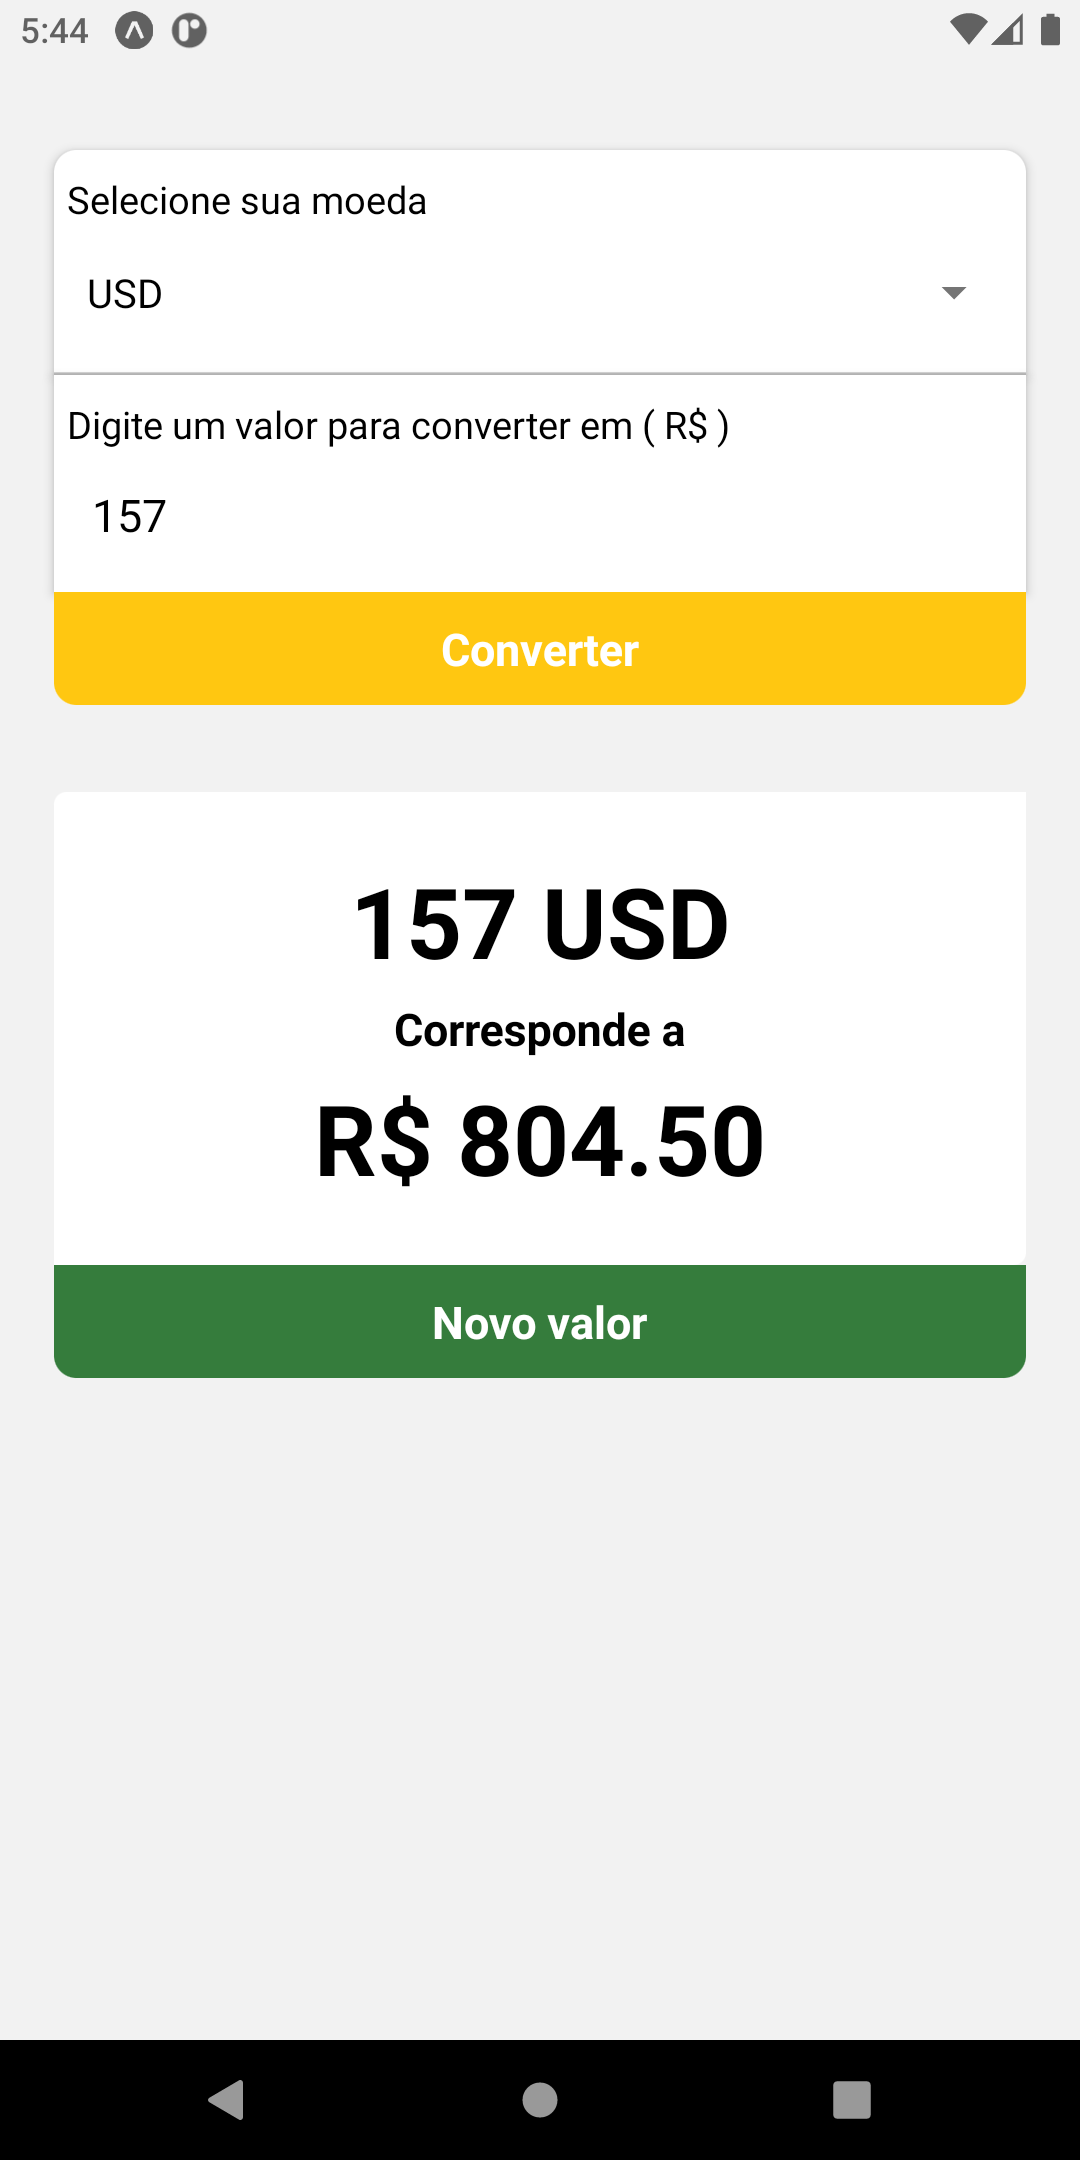 5:44
Selecione sua moeda
USD
Digite um valor para converter em ( R$ )
157
Converter
157 USD
Corresponde a
R$ 804.50
Novo valor